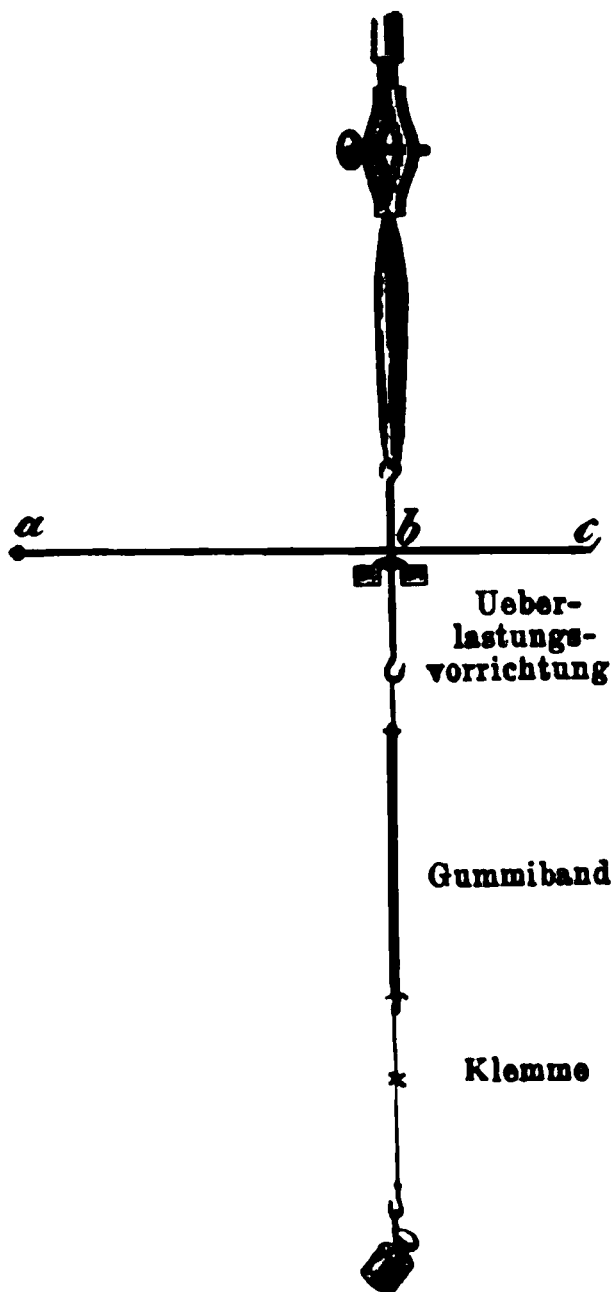 a
b
c
Ueber-
lastungs-
vorrichtung
Gummiband
Klemme